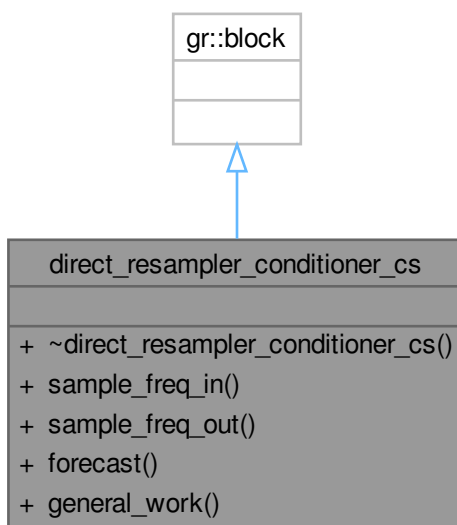 gr::block
direct_resampler_conditioner_cs
+ ~direct_resampler_conditioner_cs()
+ sample_freq_in()
+ sample_freq_out()
+ forecast()
+ general_work()